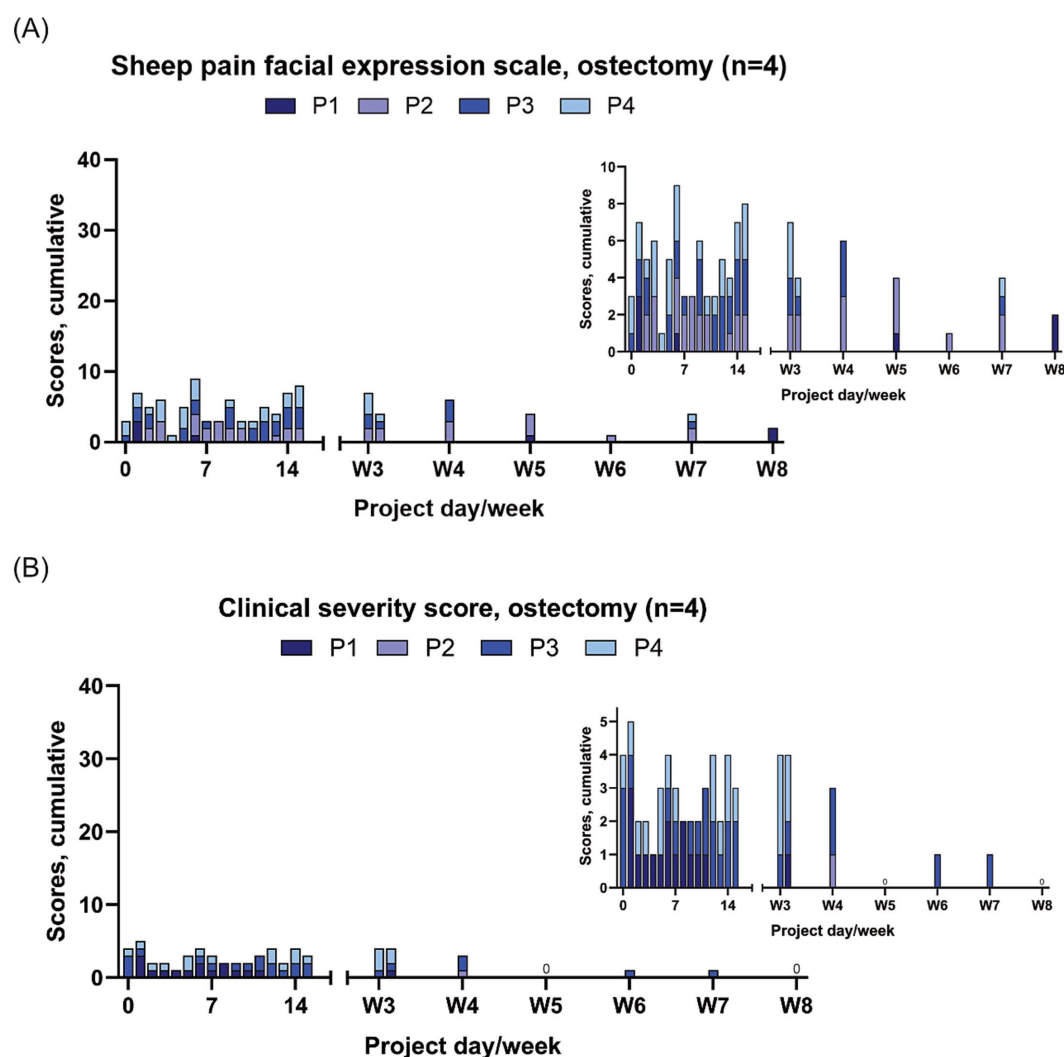 (A)
Sheep pain facial expression scale, ostectomy (n=4)
P1 P2 P3 P4
Scores, cumulative
40
30
20
10
0
0 7 14 W3 W4 W5 W6 W7 W8
Project day/week
Scores, cumulative
10
8
6
4
2
0
0 7 14 W3 W4 W5 W6 W7 W8
Project day/week
(B)
Clinical severity score, ostectomy (n=4)
P1 P2 P3 P4
Scores, cumulative
40
30
20
10
0
0 0
0 7 14 W3 W4 W5 W6 W7 W8
Project day/week
Scores, cumulative
5
4
3
2
1
0
0 0
0 7 14 W3 W4 W5 W6 W7 W8
Project day/week